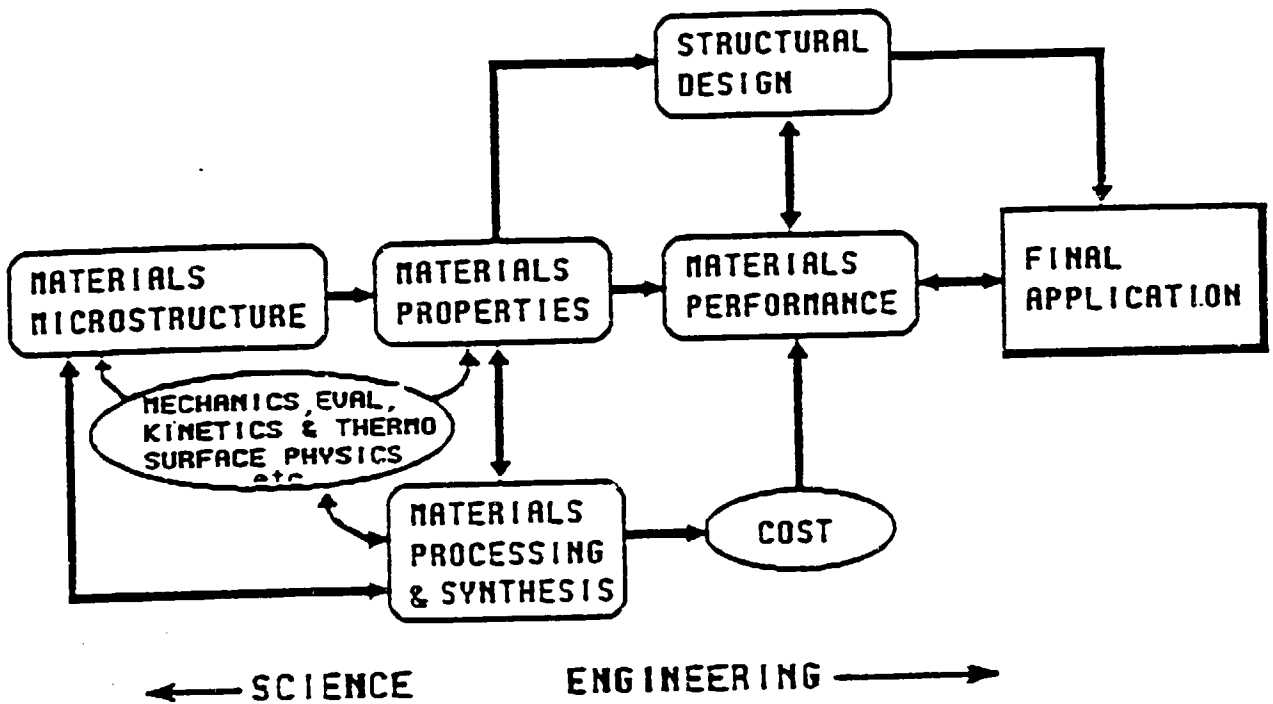 STRUCTURAL
DESIGN
MATERIALS
MICROSTRUCTURE
MATERIALS
PROPERTIES
MATERIALS
PERFORMANCE
FINAL
APPLICATION
MECHANICS, EVAL,
KINETICS & THERMO
SURFACE PHYSICS
etc
MATERIALS
PROCESSING
& SYNTHESIS
COST
SCIENCE
ENGINEERING